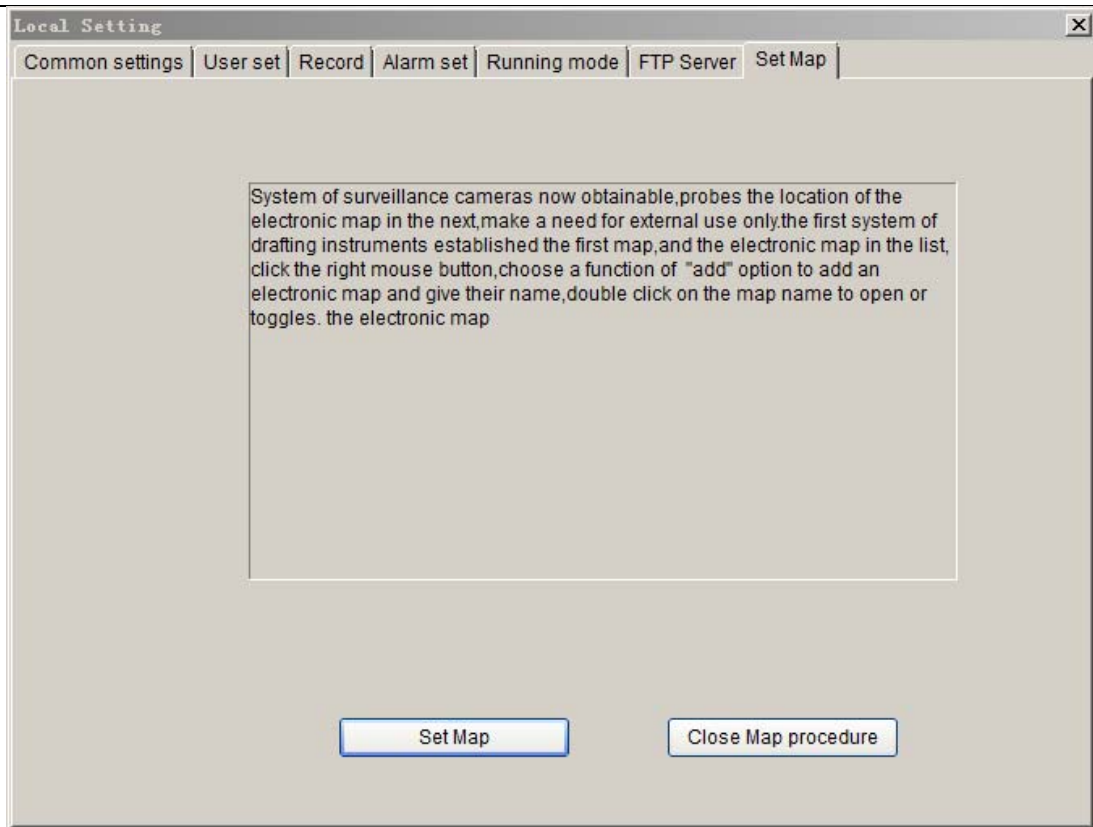 Local Setting
Common settings User set Record Alarm set Running mode FTP Server Set Map
System of surveillance cameras now obtainable,probes the location of the
electronic map in the next,make a need for external use only.the first system of
drafting instruments established the first map,and the electronic map in the list,
click the right mouse button,choose a function of "add" option to add an
electronic map and give their name,double click on the map name to open or
toggles. the electronic map
Set Map Close Map procedure